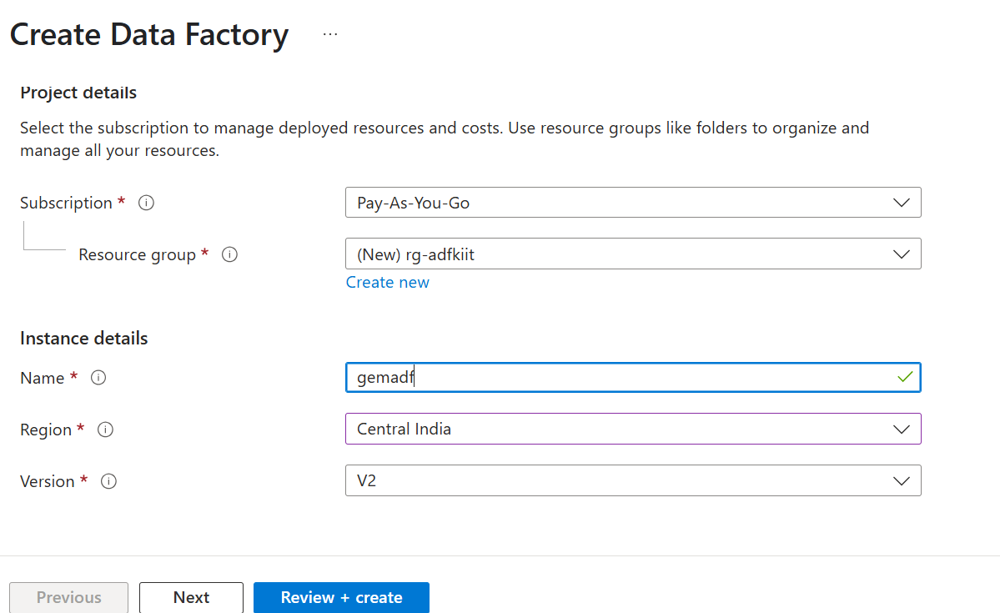 Create Data Factory ...
Project details
Select the subscription to manage deployed resources and costs. Use resource groups like folders to organize and
manage all your resources.
Subscription *
Pay-As-You-Go
Resource group *
(New) rg-adfkiit
Create new
Instance details
Name *
gemadf
Region *
Central India
Version *
V2
Previous
Next
Review + create